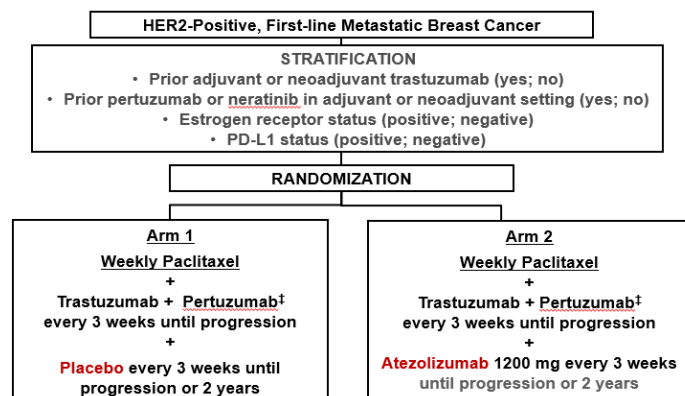 HER2-Positive, First-line Metastatic Breast Cancer
STRATIFICATION
• Prior adjuvant or neoadjuvant trastuzumab (yes; no)
• Prior pertuzumab or neratinib in adjuvant or neoadjuvant setting (yes; no)
• Estrogen receptor status (positive; negative)
• PD-L1 status (positive; negative)
RANDOMIZATION
Arm 1
Weekly Paclitaxel
+
Trastuzumab + Pertuzumab‡
every 3 weeks until progression
+
Placebo every 3 weeks until
progression or 2 years
Arm 2
Weekly Paclitaxel
+
Trastuzumab + Pertuzumab‡
every 3 weeks until progression
+
Atezolizumab 1200 mg every 3 weeks
until progression or 2 years